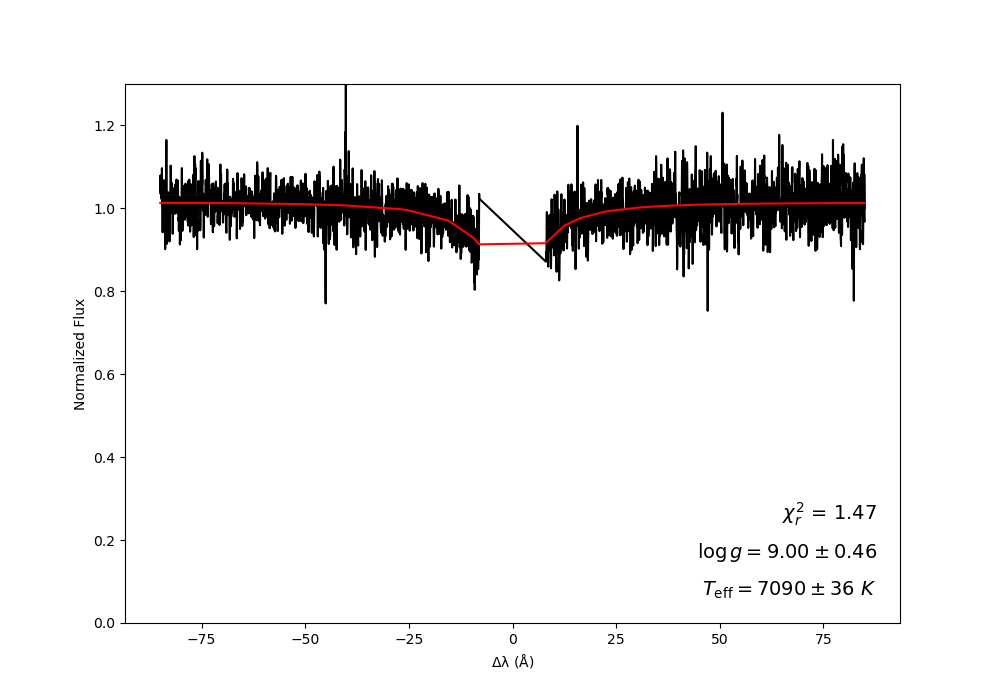 1.2
1.0
0.8
0.6
0.4
0.2
0.0
Normalized Flux
χ²ᵣ = 1.47
log g = 9.00 ± 0.46
T_eff = 7090 ± 36 K
−75 −50 −25 0 25 50 75
Δλ (Å)